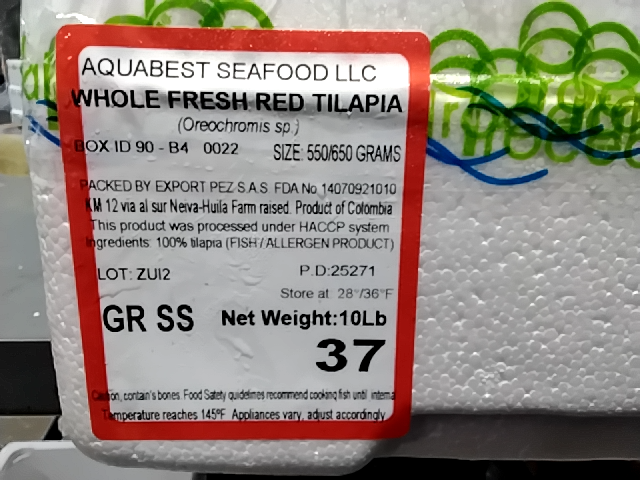 AQUABEST SEAFOOD LLC
WHOLE FRESH RED TILAPIA
(Oreochromis sp.)
BOX ID 90 - B4 0022 SIZE: 550/650 GRAMS
PACKED BY EXPORT PEZ S.A.S FDA No 14070921010
KM 12 via al sur Neiva-Huila Farm raised. Product of Colombia
This product was processed under HACCP system
Ingredients: 100% tilapia (FISH / ALLERGEN PRODUCT)
LOT: ZUI2 P.D:25271
Store at: 28°/36°F
GR SS Net Weight:10Lb
37
Caution, contain's bones. Food Safety guidelines recommend cooking fish until interna
Temperature reaches 145ºF. Appliances vary, adjust accordingly